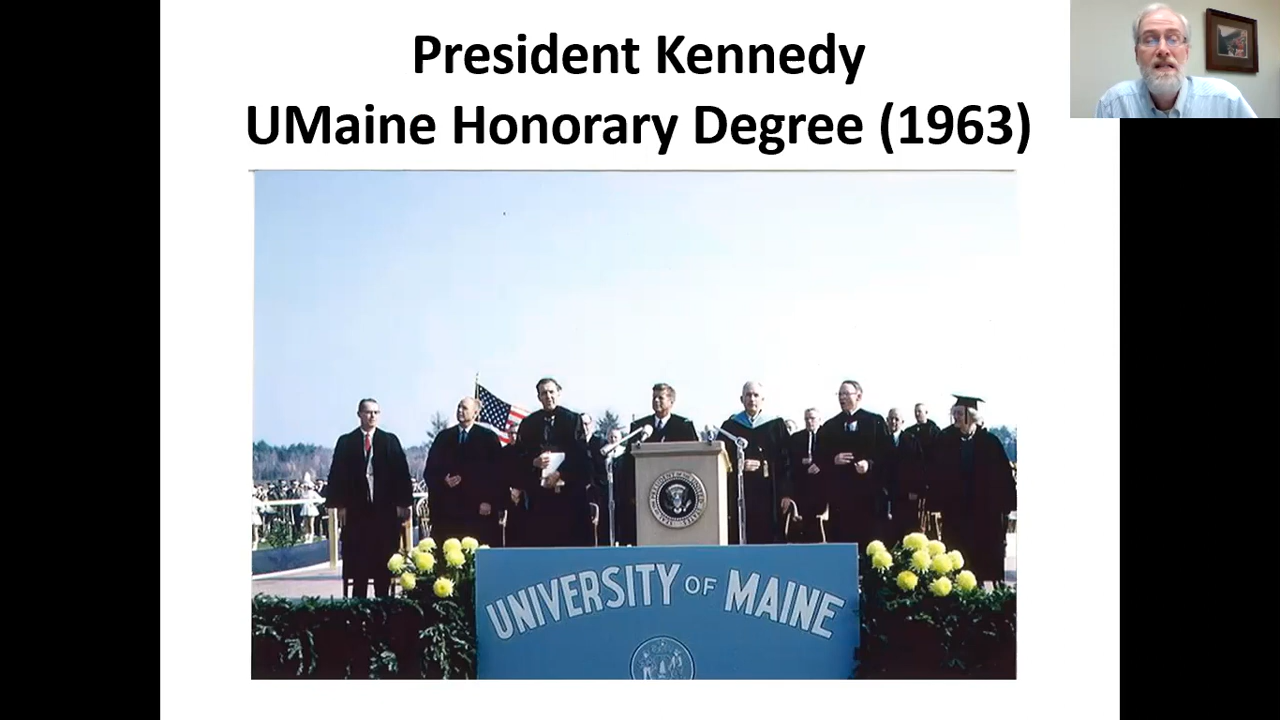 President Kennedy
UMaine Honorary Degree (1963)
UNIVERSITY OF MAINE